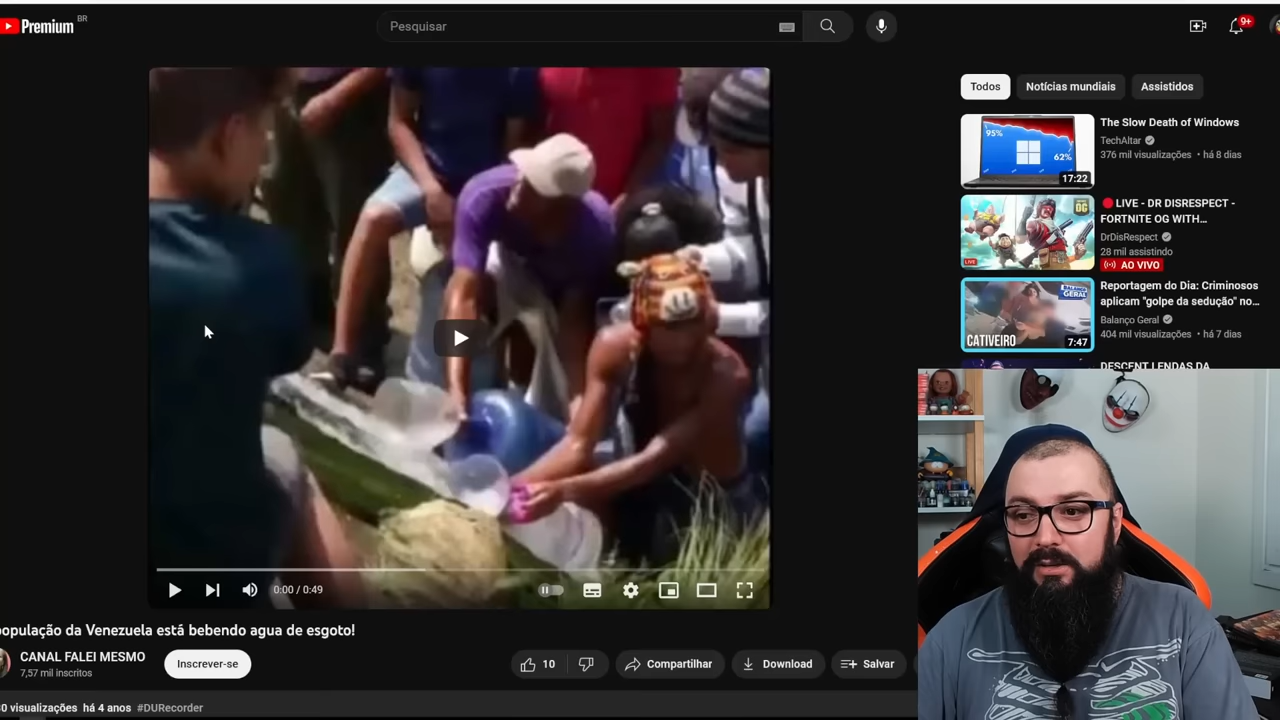 Premium BR
Pesquisar
9+
Todos
Notícias mundiais
Assistidos
95%
62%
17:22
The Slow Death of Windows
TechAltar
376 mil visualizações • há 8 dias
LIVE
🔴LIVE - DR DISRESPECT -
FORTNITE OG WITH...
DrDisRespect
28 mil assistindo
AO VIVO
BALANÇO GERAL
CATIVEIRO
7:47
Reportagem do Dia: Criminosos
aplicam "golpe da sedução" no...
Balanço Geral
404 mil visualizações • há 7 dias
DESCENT LENDAS DA
0:00 / 0:49
população da Venezuela está bebendo agua de esgoto!
CANAL FALEI MESMO
7,57 mil inscritos
Inscrever-se
10
Compartilhar
Download
Salvar
0 visualizações há 4 anos #DURecorder